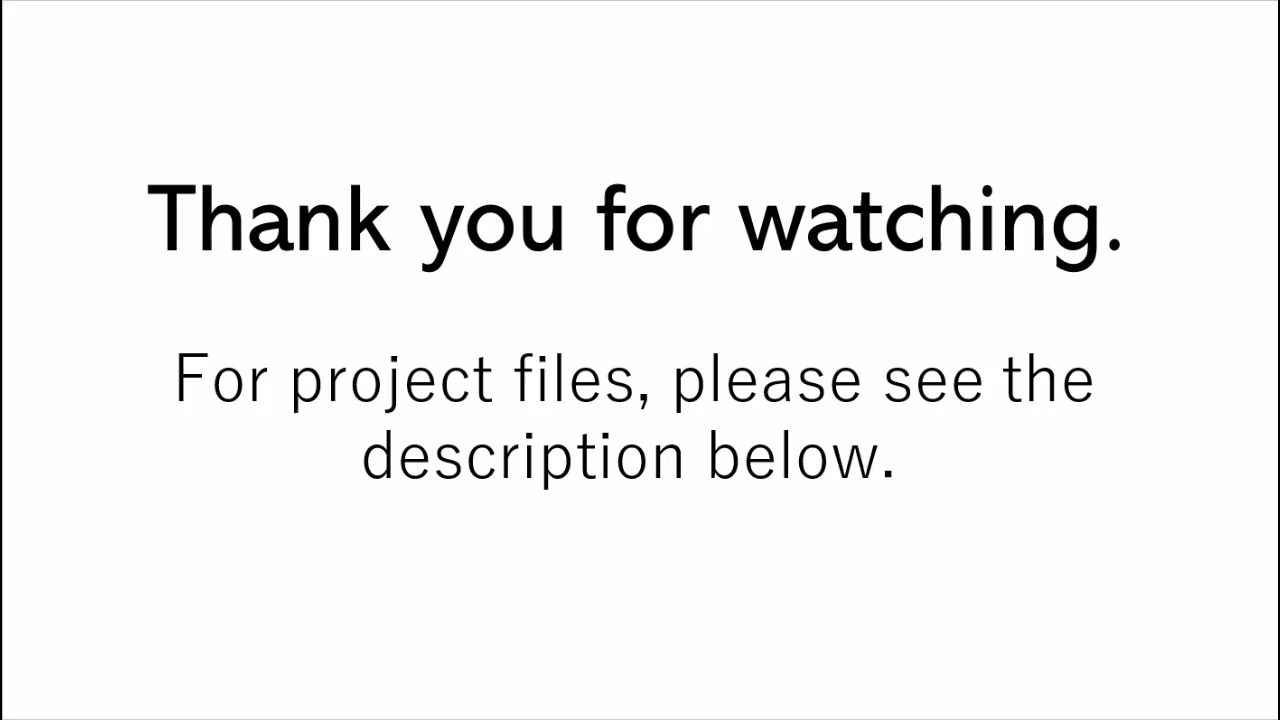 Thank you for watching.
For project files, please see the
description below.